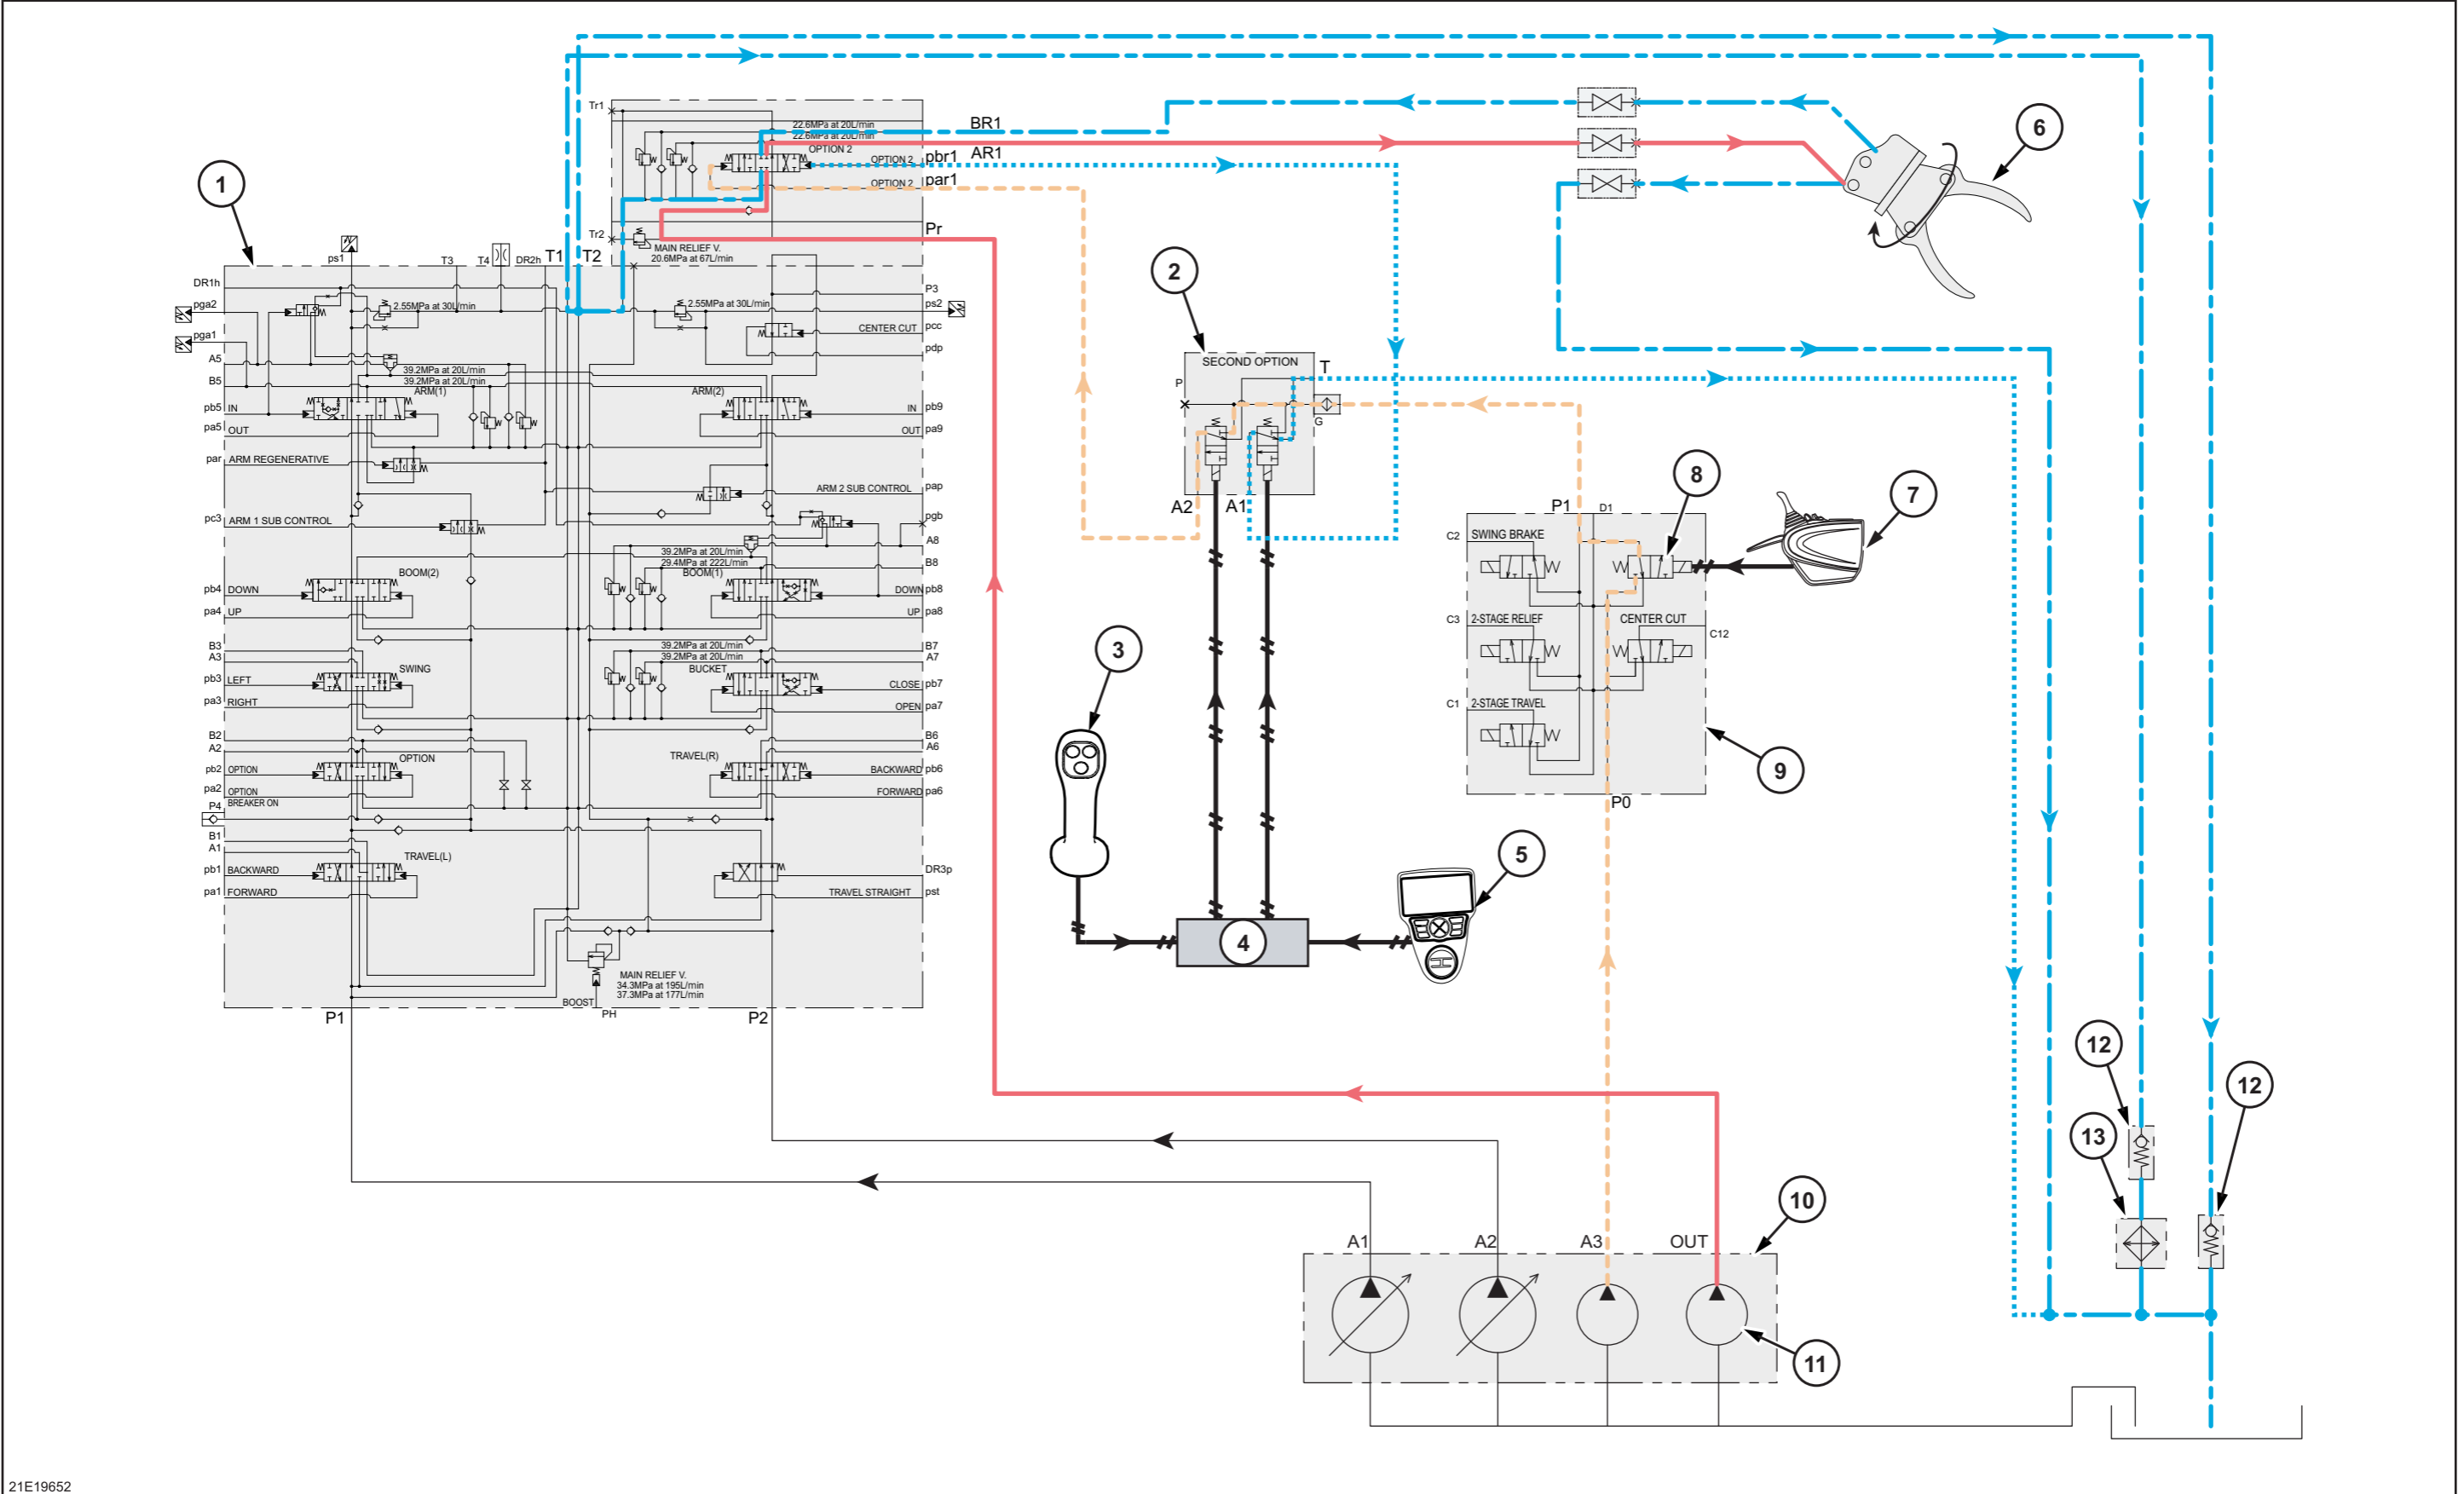 Tr1
22.6MPa at 20L/min
22.6MPa at 20L/min
OPTION 2
OPTION 2
OPTION 2
BR1
AR1
pbr1
par1
Pr
Tr2
MAIN RELIEF V.
20.6MPa at 67L/min
1
6
ps1
T3
T4
DR2h
T1
T2
DR1h
pga2
pga1
2.55MPa at 30L/min
2.55MPa at 30L/min
P3
ps2
CENTER CUT
pcc
pdp
A5
B5
39.2MPa at 20L/min
39.2MPa at 20L/min
ARM(1)
ARM(2)
pb5
IN
IN
pb9
pa5
OUT
OUT
pa9
par
ARM REGENERATIVE
ARM 2 SUB CONTROL
pap
pc3
ARM 1 SUB CONTROL
pgb
A8
39.2MPa at 20L/min
29.4MPa at 222L/min
B8
BOOM(2)
BOOM(1)
pb4
DOWN
DOWN
pb8
pa4
UP
UP
pa8
B3
A3
39.2MPa at 20L/min
39.2MPa at 20L/min
B7
A7
SWING
BUCKET
pb3
LEFT
CLOSE
pb7
pa3
RIGHT
OPEN
pa7
B2
A2
B6
A6
OPTION
TRAVEL(R)
pb2
OPTION
BACKWARD
pb6
pa2
OPTION
FORWARD
pa6
P4
BREAKER ON
B1
A1
TRAVEL(L)
pb1
BACKWARD
DR3p
pa1
FORWARD
TRAVEL STRAIGHT
pst
MAIN RELIEF V.
34.3MPa at 195L/min
37.3MPa at 177L/min
BOOST
PH
P1
P2
2
SECOND OPTION
P
T
G
A2
A1
3
4
5
8
7
P1
D1
C2
SWING BRAKE
C3
2-STAGE RELIEF
CENTER CUT
C12
C1
2-STAGE TRAVEL
9
P0
10
A1
A2
A3
OUT
11
12
12
13
21E19652